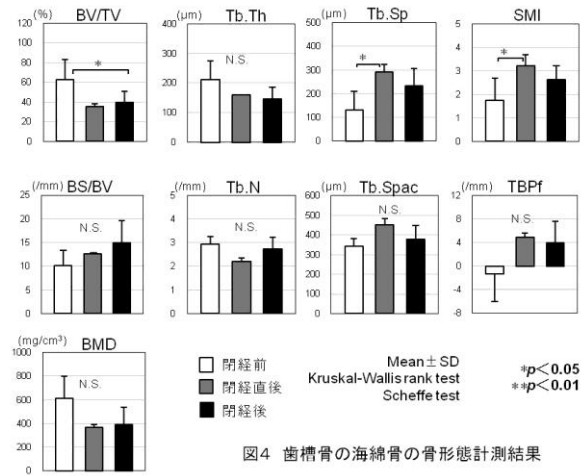 BV/TV
(%)
120
100
80
60
40
20
0
*
Tb.Th
(μm)
400
300
200
100
0
N.S.
Tb.Sp
(μm)
500
400
300
200
100
0
*
SMI
5
4
3
2
1
0
*
BS/BV
(/mm)
25
20
15
10
5
0
N.S.
Tb.N
(/mm)
5
4
3
2
1
0
N.S.
Tb.Spac
(μm)
600
500
400
300
200
100
0
N.S.
TBPf
(/mm)
12
8
4
0
-4
-8
N.S.
BMD
(mg/cm³)
1000
800
600
400
200
0
N.S.
閉経前
閉経直後
閉経後
Mean±SD
Kruskal-Wallis rank test
Scheffe test
*p<0.05
**p<0.01
図4 歯槽骨の海綿骨の骨形態計測結果